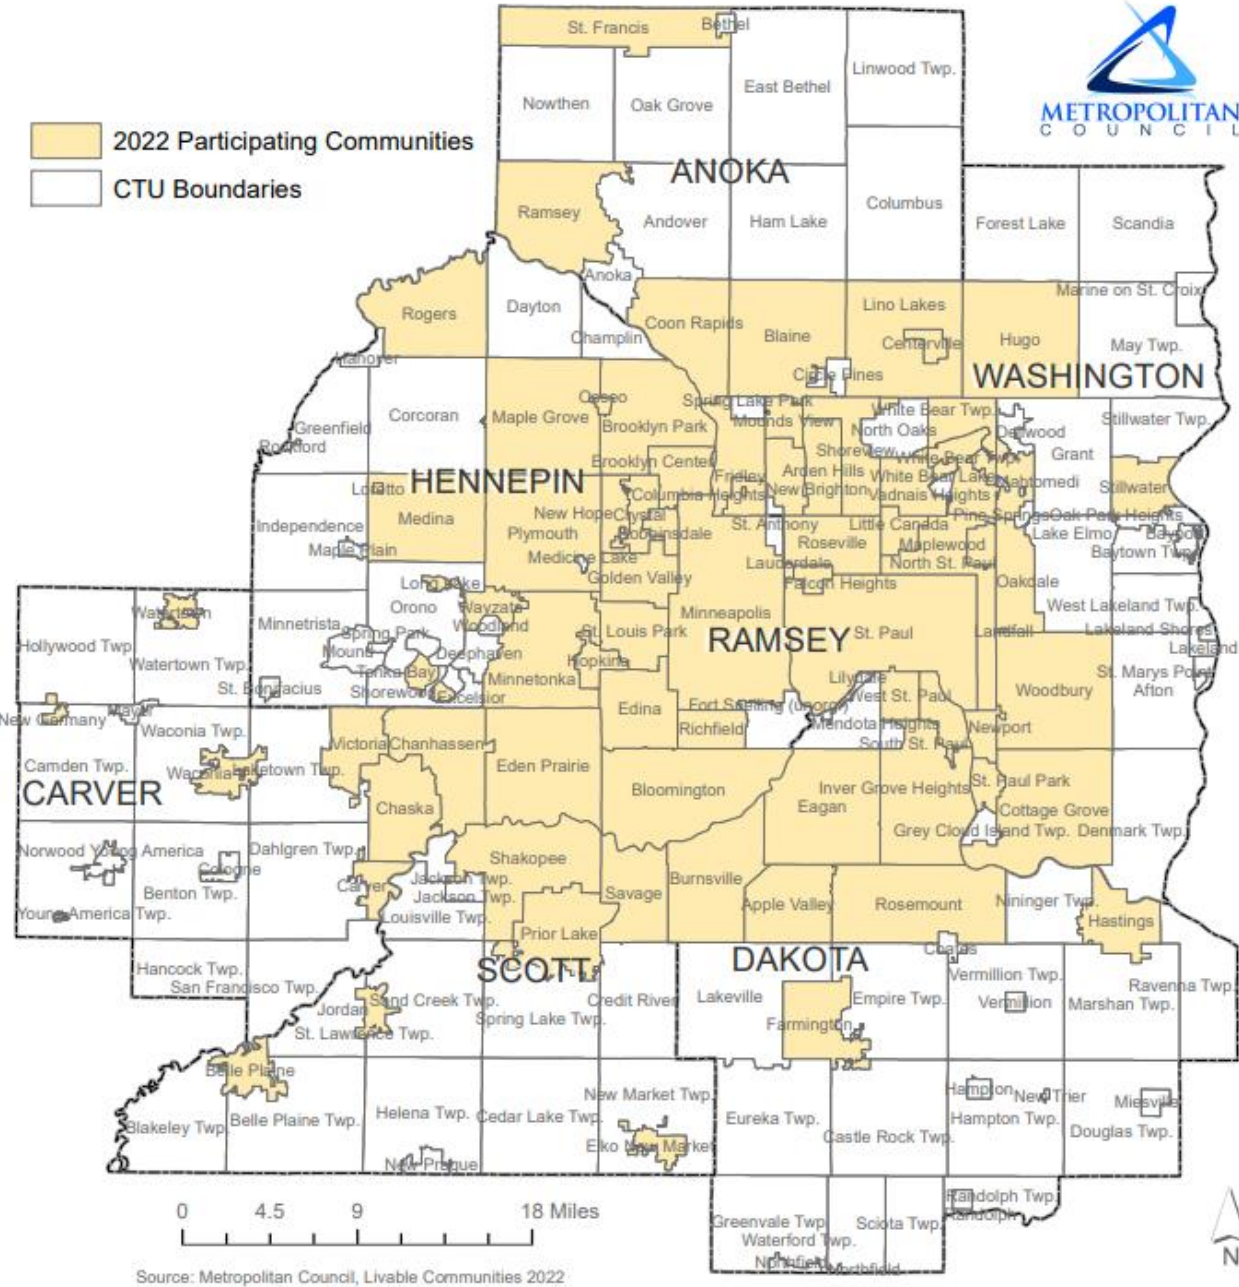 St. Francis
Bethel
Linwood Twp.
East Bethel
Nowthen
Oak Grove
METROPOLITAN
COUNCIL
2022 Participating Communities
CTU Boundaries
ANOKA
Ramsey
Andover
Ham Lake
Columbus
Forest Lake
Scandia
Anoka
Marine on St. Croix
Rogers
Dayton
Champlin
Coon Rapids
Blaine
Lino Lakes
Centerville
Hugo
May Twp.
Hanover
Circle Pines
WASHINGTON
Corcoran
Maple Grove
Osseo
Spring Lake Park
Mounds View
White Bear Twp.
North Oaks
Dellwood
Stillwater Twp.
Greenfield
Rockford
Brooklyn Park
Shoreview
Grant
Brooklyn Center
White Bear Twp.
HENNEPIN
Fridley
Arden Hills
White Bear Lake
Mahtomedi
Stillwater
Loretto
Columbia Heights
New Brighton
Vadnais Heights
Medina
New Hope
Crystal
Pine Springs
Oak Park Heights
Independence
Plymouth
Robbinsdale
St. Anthony
Little Canada
Lake Elmo
Bayport
Maple Plain
Medicine Lake
Roseville
Maplewood
Baytown Twp.
Lauderdale
North St. Paul
Golden Valley
Falcon Heights
Oakdale
Long Lake
Orono
Wayzata
Woodland
Minneapolis
West Lakeland Twp.
Watertown
Minnetrista
Spring Park
St. Louis Park
RAMSEY
St. Paul
Landfall
Lakeland Shores
Lakeland
Hollywood Twp.
Watertown Twp.
Mound
Deephaven
Hopkins
Tonka Bay
Minnetonka
Lilydale
St. Marys Point
St. Bonifacius
Shorewood
Excelsior
West St. Paul
Woodbury
Afton
New Germany
Mayer
Waconia Twp.
Edina
Fort Snelling (unorg.)
Richfield
Mendota Heights
South St. Paul
Newport
Victoria
Chanhassen
Camden Twp.
Waconia
Laketown Twp.
Eden Prairie
CARVER
Bloomington
Inver Grove Heights
St. Paul Park
Chaska
Eagan
Cottage Grove
Grey Cloud Island Twp.
Denmark Twp.
Norwood Young America
Dahlgren Twp.
Cologne
Benton Twp.
Shakopee
Jackson Twp.
Jackson Twp.
Carver
Louisville Twp.
Savage
Burnsville
Apple Valley
Rosemount
Nininger Twp.
Hastings
Young America Twp.
Prior Lake
Coates
DAKOTA
SCOTT
Hancock Twp.
San Francisco Twp.
Vermillion Twp.
Ravenna Twp.
Jordan
Sand Creek Twp.
Credit River
Lakeville
Empire Twp.
Vermillion
Marshan Twp.
Spring Lake Twp.
St. Lawrence Twp.
Farmington
Belle Plaine
New Market Twp.
Hampton
New Trier
Miesville
Blakeley Twp.
Belle Plaine Twp.
Helena Twp.
Cedar Lake Twp.
Eureka Twp.
Hampton Twp.
Douglas Twp.
Castle Rock Twp.
Elko New Market
New Prague
Randolph Twp.
Randolph
0 4.5 9 18 Miles
Greenvale Twp.
Sciota Twp.
Waterford Twp.
Northfield
Northfield
N
Source: Metropolitan Council, Livable Communities 2022